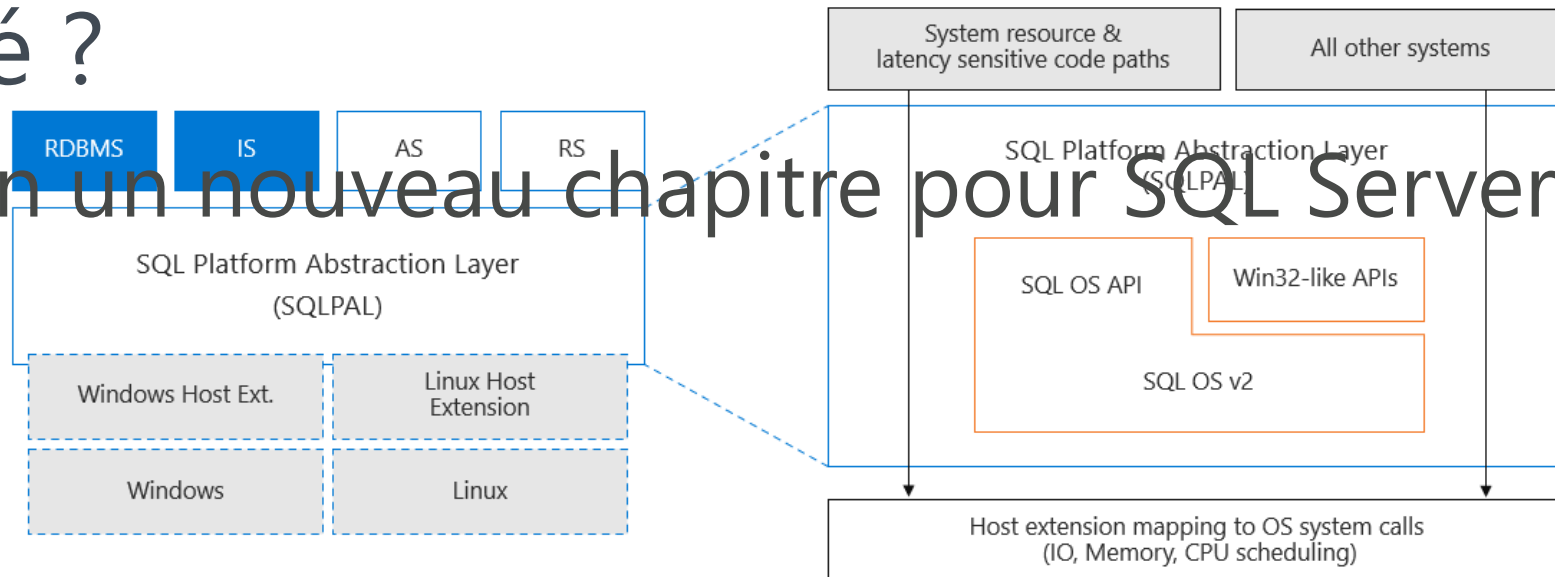 é ?
n un nouveau chapitre pour SQL Server
RDBMS
IS
AS
RS
SQL Platform Abstraction Layer
(SQLPAL)
Windows Host Ext.
Linux Host
Extension
Windows
Linux
System resource &
latency sensitive code paths
All other systems
SQL Platform Abstraction Layer
(SQLPAL)
SQL OS API
Win32-like APIs
SQL OS v2
Host extension mapping to OS system calls
(IO, Memory, CPU scheduling)